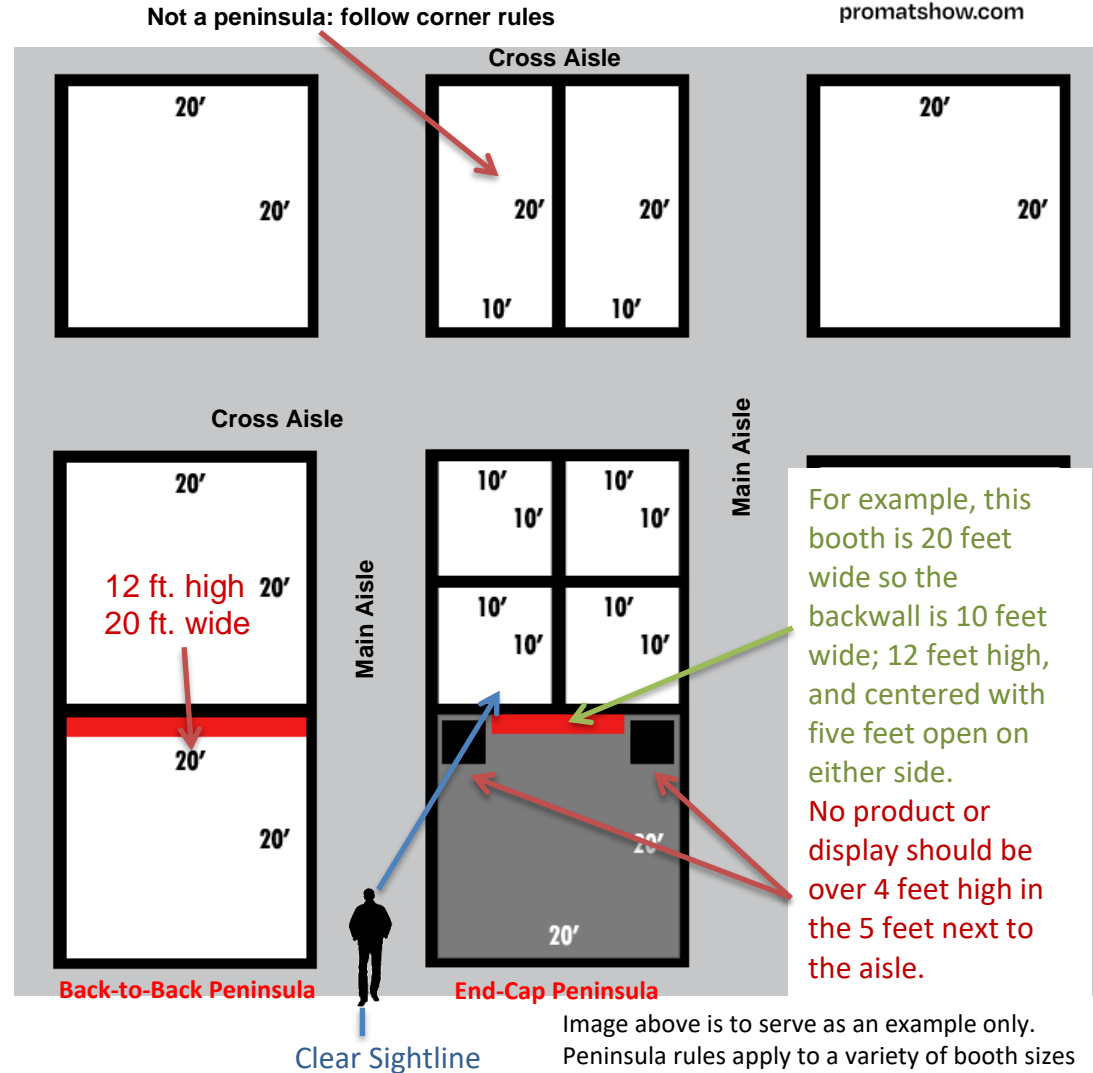 Not a peninsula: follow corner rules
promatshow.com
Cross Aisle
20′
20′
20′
20′
10′
10′
20′
20′
Cross Aisle
Main Aisle
20′
20′
12 ft. high
20 ft. wide
Main Aisle
10′
10′
10′
10′
10′
10′
10′
10′
For example, this
booth is 20 feet
wide so the
backwall is 10 feet
wide; 12 feet high,
and centered with
five feet open on
either side.
No product or
display should be
over 4 feet high in
the 5 feet next to
the aisle.
20′
20′
20′
20′
Back-to-Back Peninsula
End-Cap Peninsula
Clear Sightline
Image above is to serve as an example only.
Peninsula rules apply to a variety of booth sizes